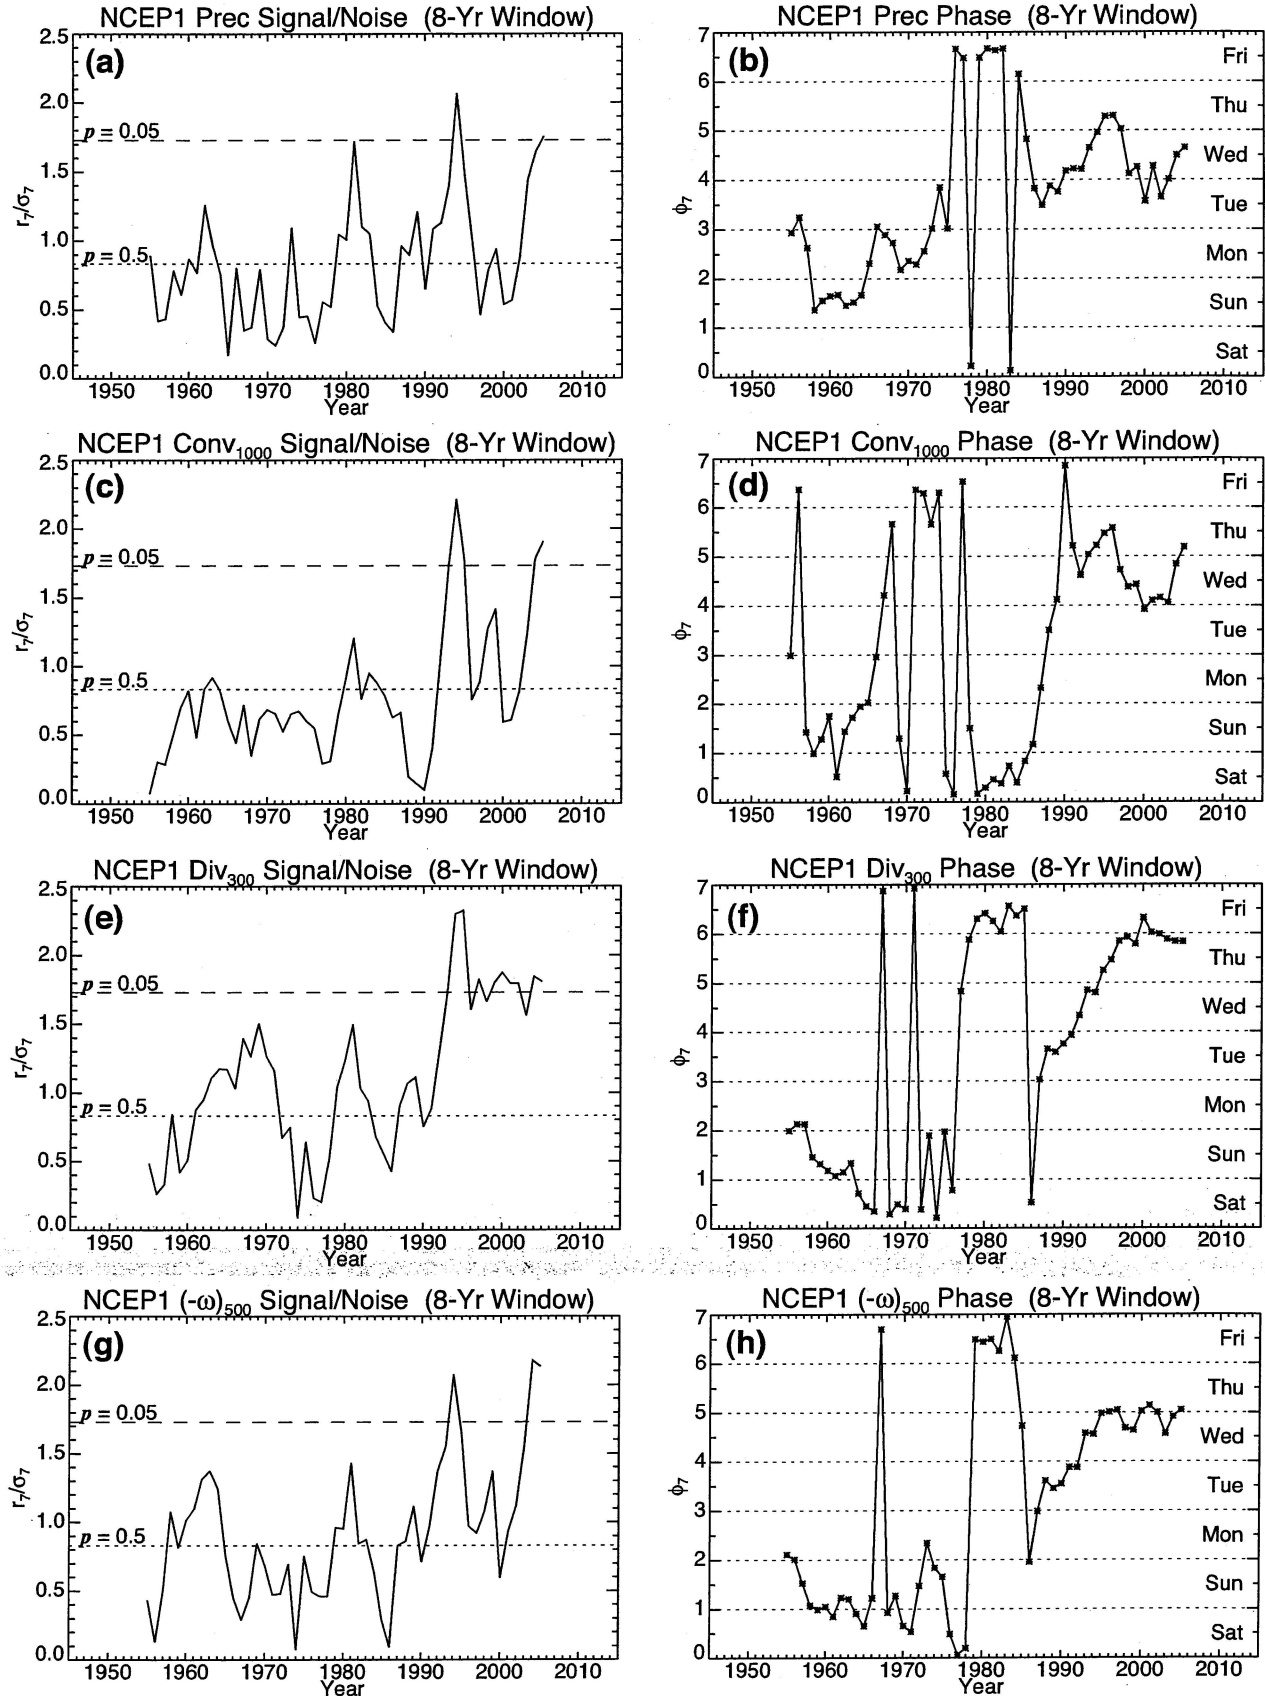 NCEP1 Prec Signal/Noise (8-Yr Window)
(a)
2.5
2.0
1.5
1.0
0.5
0.0
p = 0.05
p = 0.5
r7/σ7
1950 1960 1970 1980 1990 2000 2010
Year
NCEP1 Prec Phase (8-Yr Window)
(b)
7
6
5
4
3
2
1
0
ϕ7
Fri
Thu
Wed
Tue
Mon
Sun
Sat
1950 1960 1970 1980 1990 2000 2010
Year
NCEP1 Conv1000 Signal/Noise (8-Yr Window)
(c)
2.5
2.0
1.5
1.0
0.5
0.0
p = 0.05
p = 0.5
r7/σ7
1950 1960 1970 1980 1990 2000 2010
Year
NCEP1 Conv1000 Phase (8-Yr Window)
(d)
7
6
5
4
3
2
1
0
ϕ7
Fri
Thu
Wed
Tue
Mon
Sun
Sat
1950 1960 1970 1980 1990 2000 2010
Year
NCEP1 Div300 Signal/Noise (8-Yr Window)
(e)
2.5
2.0
1.5
1.0
0.5
0.0
p = 0.05
p = 0.5
r7/σ7
1950 1960 1970 1980 1990 2000 2010
Year
NCEP1 Div300 Phase (8-Yr Window)
(f)
7
6
5
4
3
2
1
0
ϕ7
Fri
Thu
Wed
Tue
Mon
Sun
Sat
1950 1960 1970 1980 1990 2000 2010
Year
NCEP1 (-ω)500 Signal/Noise (8-Yr Window)
(g)
2.5
2.0
1.5
1.0
0.5
0.0
p = 0.05
p = 0.5
r7/σ7
1950 1960 1970 1980 1990 2000 2010
Year
NCEP1 (-ω)500 Phase (8-Yr Window)
(h)
7
6
5
4
3
2
1
0
ϕ7
Fri
Thu
Wed
Tue
Mon
Sun
Sat
1950 1960 1970 1980 1990 2000 2010
Year